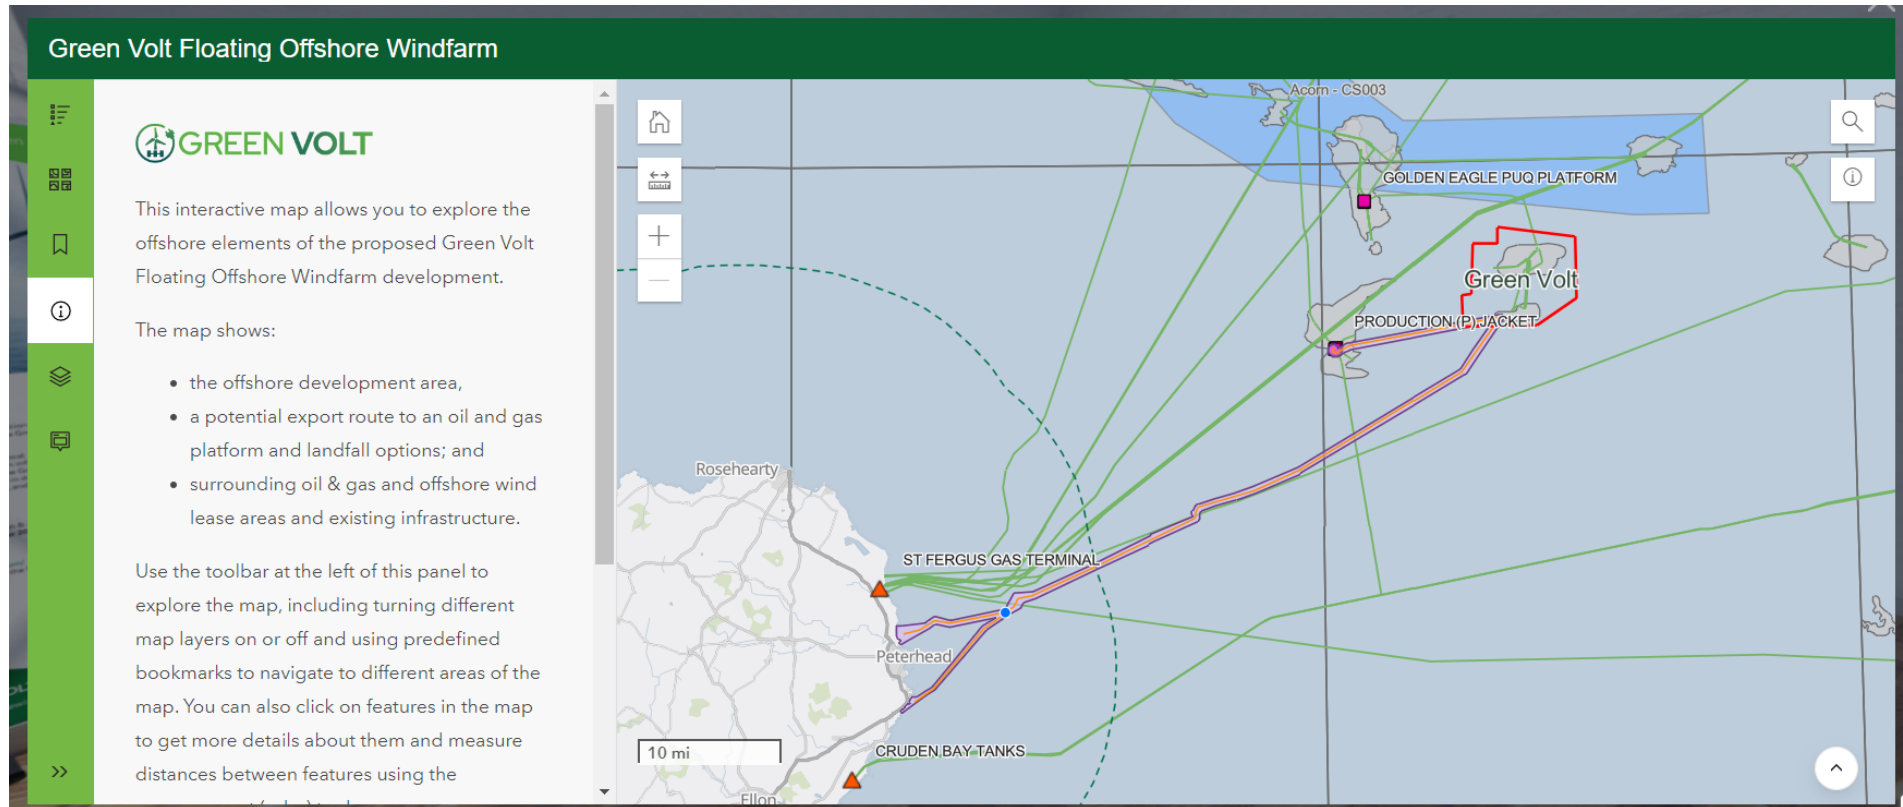 Green Volt Floating Offshore Windfarm
GREEN VOLT
This interactive map allows you to explore the
offshore elements of the proposed Green Volt
Floating Offshore Windfarm development.
The map shows:
• the offshore development area,
• a potential export route to an oil and gas
platform and landfall options; and
• surrounding oil & gas and offshore wind
lease areas and existing infrastructure.
Use the toolbar at the left of this panel to
explore the map, including turning different
map layers on or off and using predefined
bookmarks to navigate to different areas of the
map. You can also click on features in the map
to get more details about them and measure
distances between features using the
Acorn - CS003
GOLDEN EAGLE PUQ PLATFORM
Green Volt
PRODUCTION (P) JACKET
Rosehearty
ST FERGUS GAS TERMINAL
Peterhead
10 mi
CRUDEN BAY TANKS
Ellon